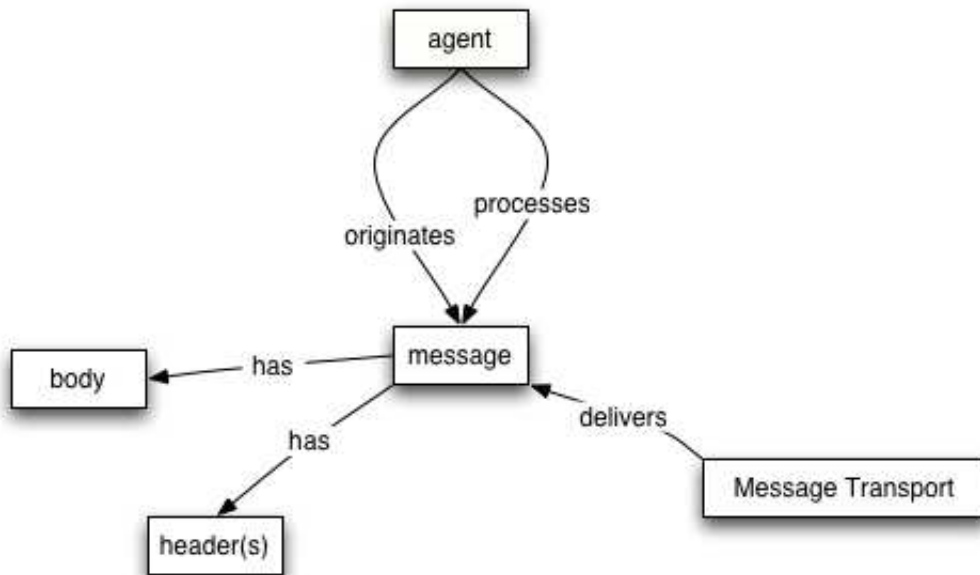 agent
processes
originates
message
has
body
delivers
has
Message Transport
header(s)